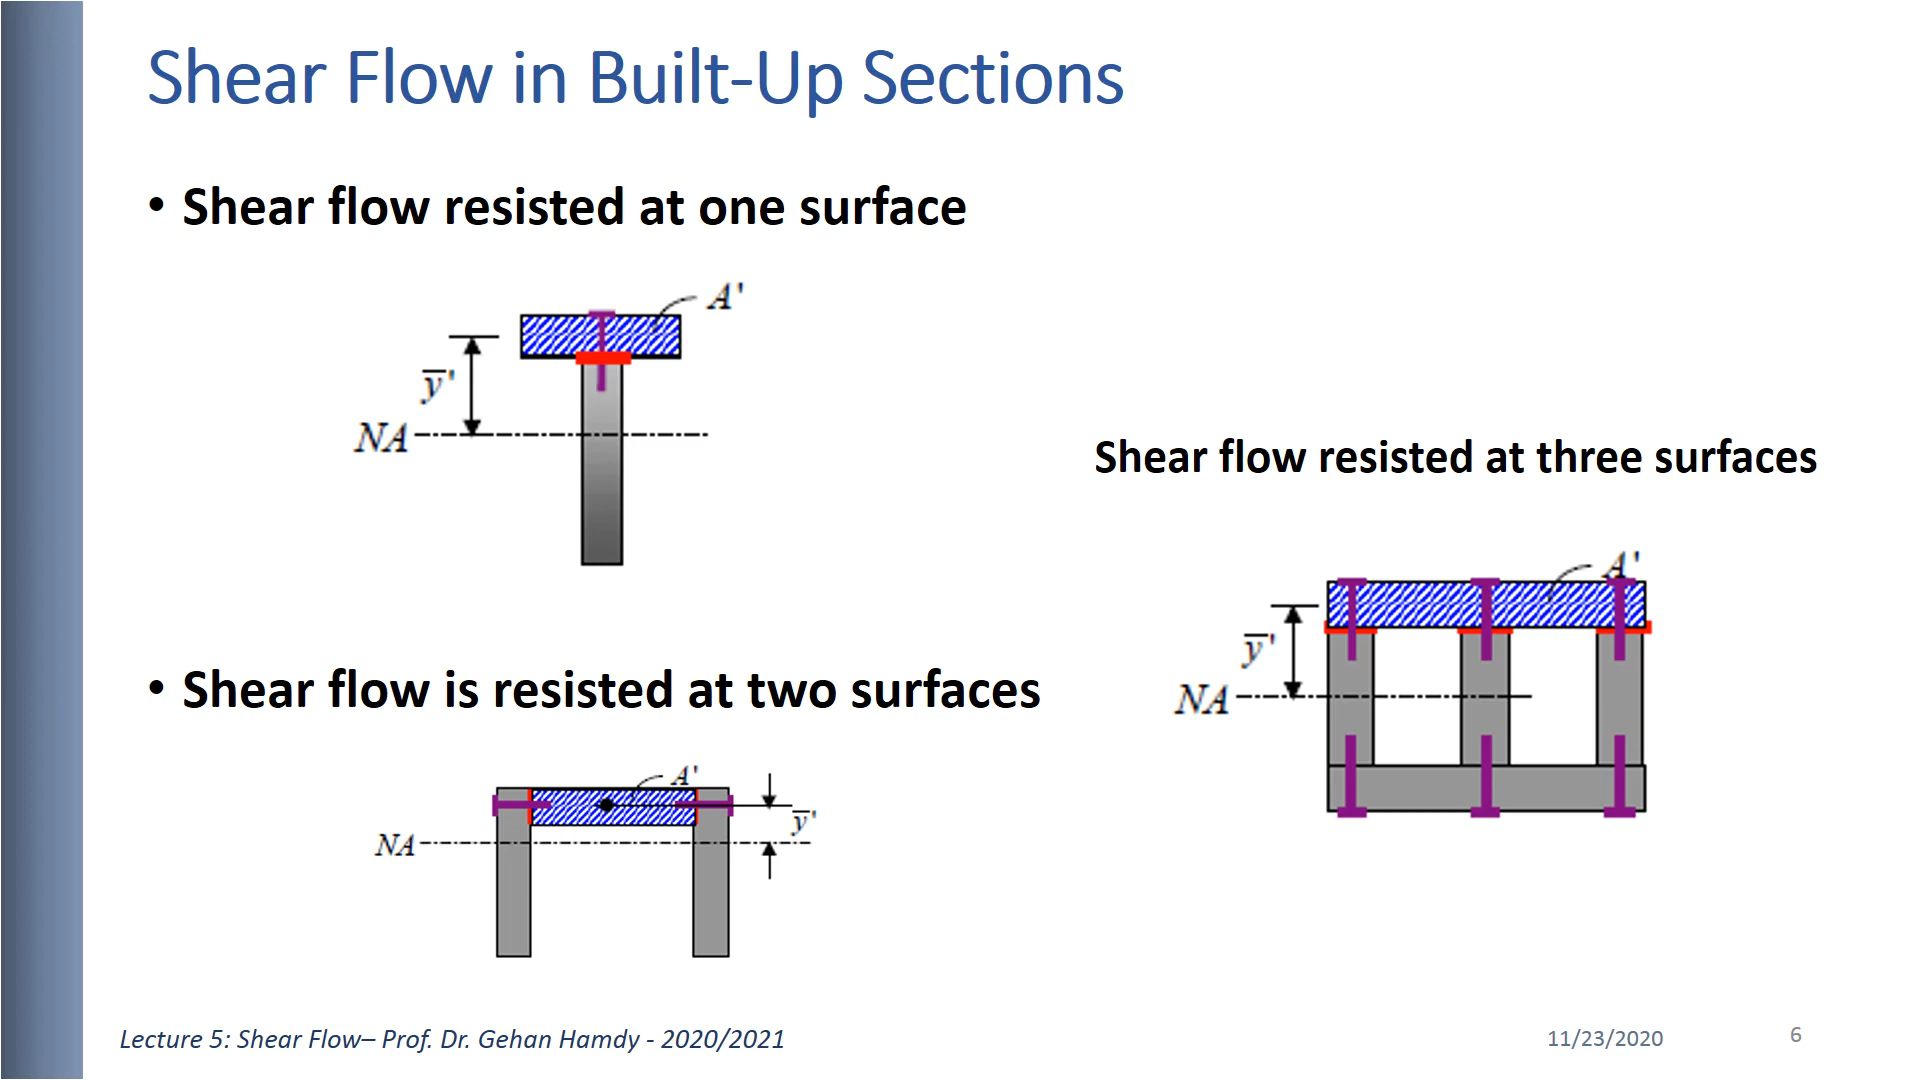 Shear Flow in Built-Up Sections
• Shear flow resisted at one surface
A'
y̅'
NA
• Shear flow is resisted at two surfaces
A'
y̅'
NA
Shear flow resisted at three surfaces
A'
y̅'
NA
Lecture 5: Shear Flow– Prof. Dr. Gehan Hamdy - 2020/2021
11/23/2020
6